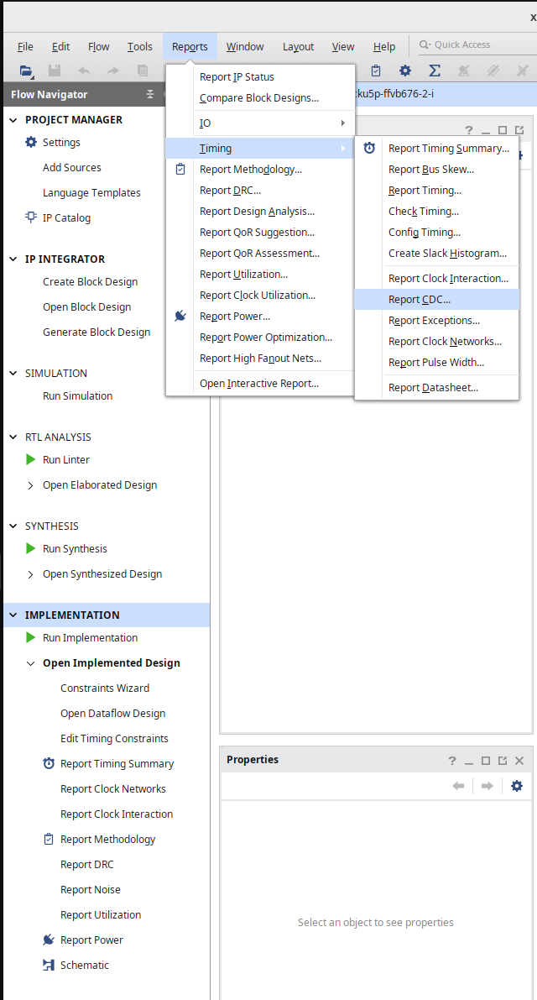 x
File Edit Flow Tools Reports Window Layout View Help Quick Access
Flow Navigator
cku5p-ffvb676-2-i
Report IP Status
Compare Block Designs...
IO
Timing
Report Methodology...
Report DRC...
Report Design Analysis...
Report QoR Suggestion...
Report QoR Assessment...
Report Utilization...
Report Clock Utilization...
Report Power...
Report Power Optimization...
Report High Fanout Nets...
Open Interactive Report...
Report Timing Summary...
Report Bus Skew...
Report Timing...
Check Timing...
Config Timing...
Create Slack Histogram...
Report Clock Interaction...
Report CDC...
Report Exceptions...
Report Clock Networks...
Report Pulse Width...
Report Datasheet...
PROJECT MANAGER
Settings
Add Sources
Language Templates
IP Catalog
IP INTEGRATOR
Create Block Design
Open Block Design
Generate Block Design
SIMULATION
Run Simulation
RTL ANALYSIS
Run Linter
Open Elaborated Design
SYNTHESIS
Run Synthesis
Open Synthesized Design
IMPLEMENTATION
Run Implementation
Open Implemented Design
Constraints Wizard
Open Dataflow Design
Edit Timing Constraints
Report Timing Summary
Report Clock Networks
Report Clock Interaction
Report Methodology
Report DRC
Report Noise
Report Utilization
Report Power
Schematic
Properties
Select an object to see properties